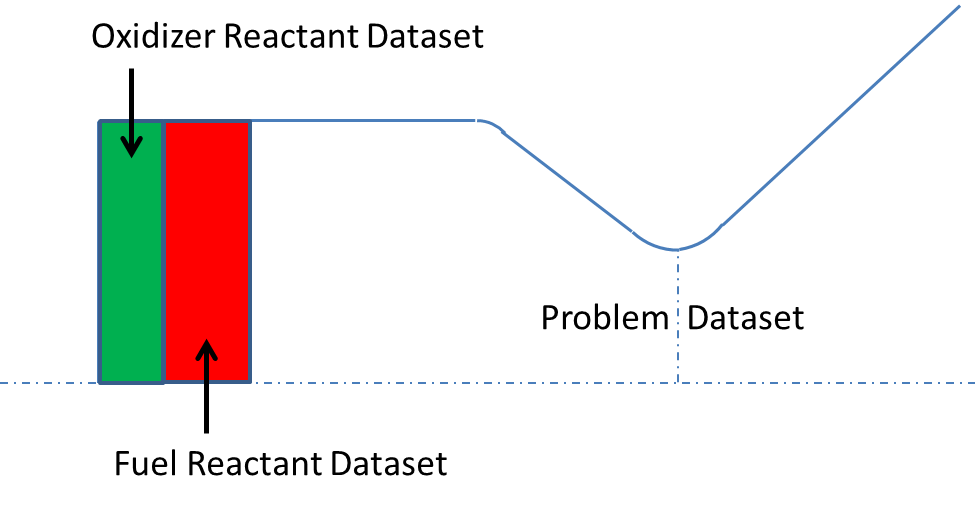 Oxidizer Reactant Dataset
Problem Dataset
Fuel Reactant Dataset